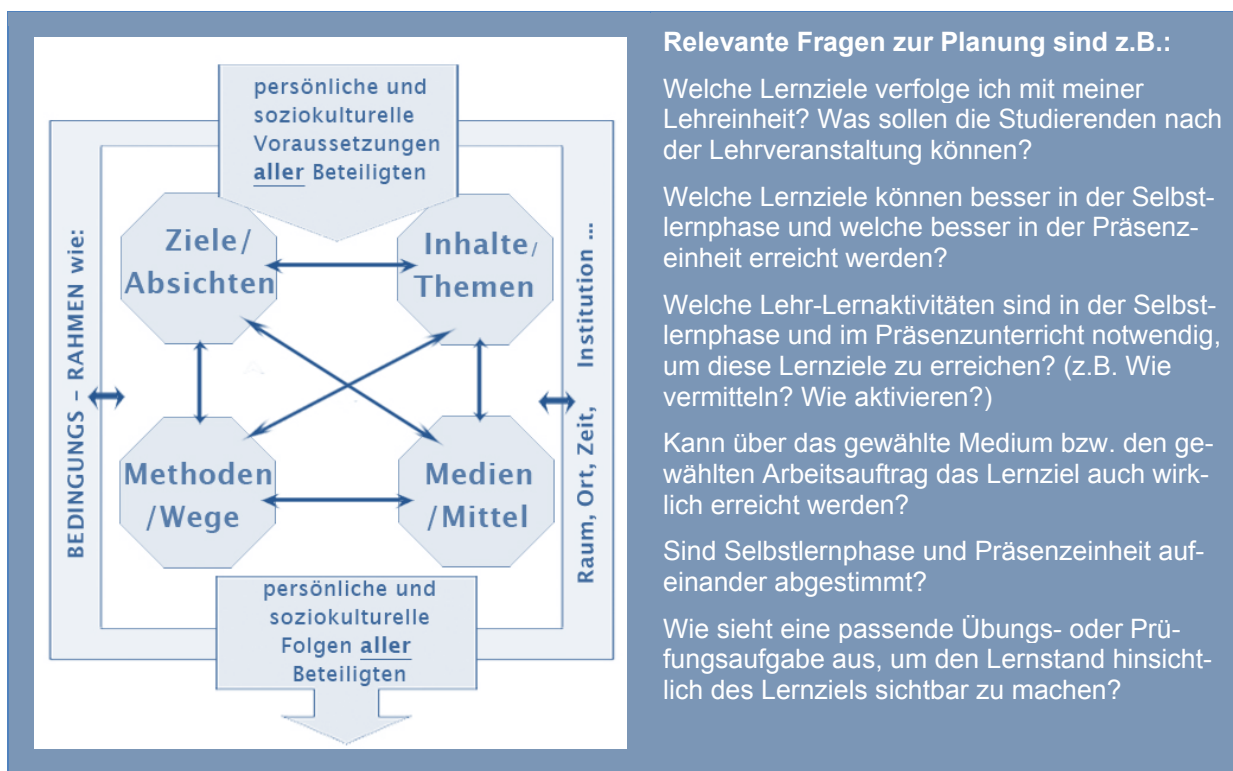 persönliche und
soziokulturelle
Voraussetzungen
aller Beteiligten
BEDINGUNGS – RAHMEN wie:
Ziele/
Absichten
Inhalte/
Themen
Methoden
/Wege
Medien
/Mittel
Raum, Ort, Zeit, Institution ...
persönliche und
soziokulturelle
Folgen aller
Beteiligten
Relevante Fragen zur Planung sind z.B.:
Welche Lernziele verfolge ich mit meiner
Lehreinheit? Was sollen die Studierenden nach
der Lehrveranstaltung können?
Welche Lernziele können besser in der Selbst-
lernphase und welche besser in der Präsenz-
einheit erreicht werden?
Welche Lehr-Lernaktivitäten sind in der Selbst-
lernphase und im Präsenzunterricht notwendig,
um diese Lernziele zu erreichen? (z.B. Wie
vermitteln? Wie aktivieren?)
Kann über das gewählte Medium bzw. den ge-
wählten Arbeitsauftrag das Lernziel auch wirk-
lich erreicht werden?
Sind Selbstlernphase und Präsenzeinheit auf-
einander abgestimmt?
Wie sieht eine passende Übungs- oder Prü-
fungsaufgabe aus, um den Lernstand hinsicht-
lich des Lernziels sichtbar zu machen?